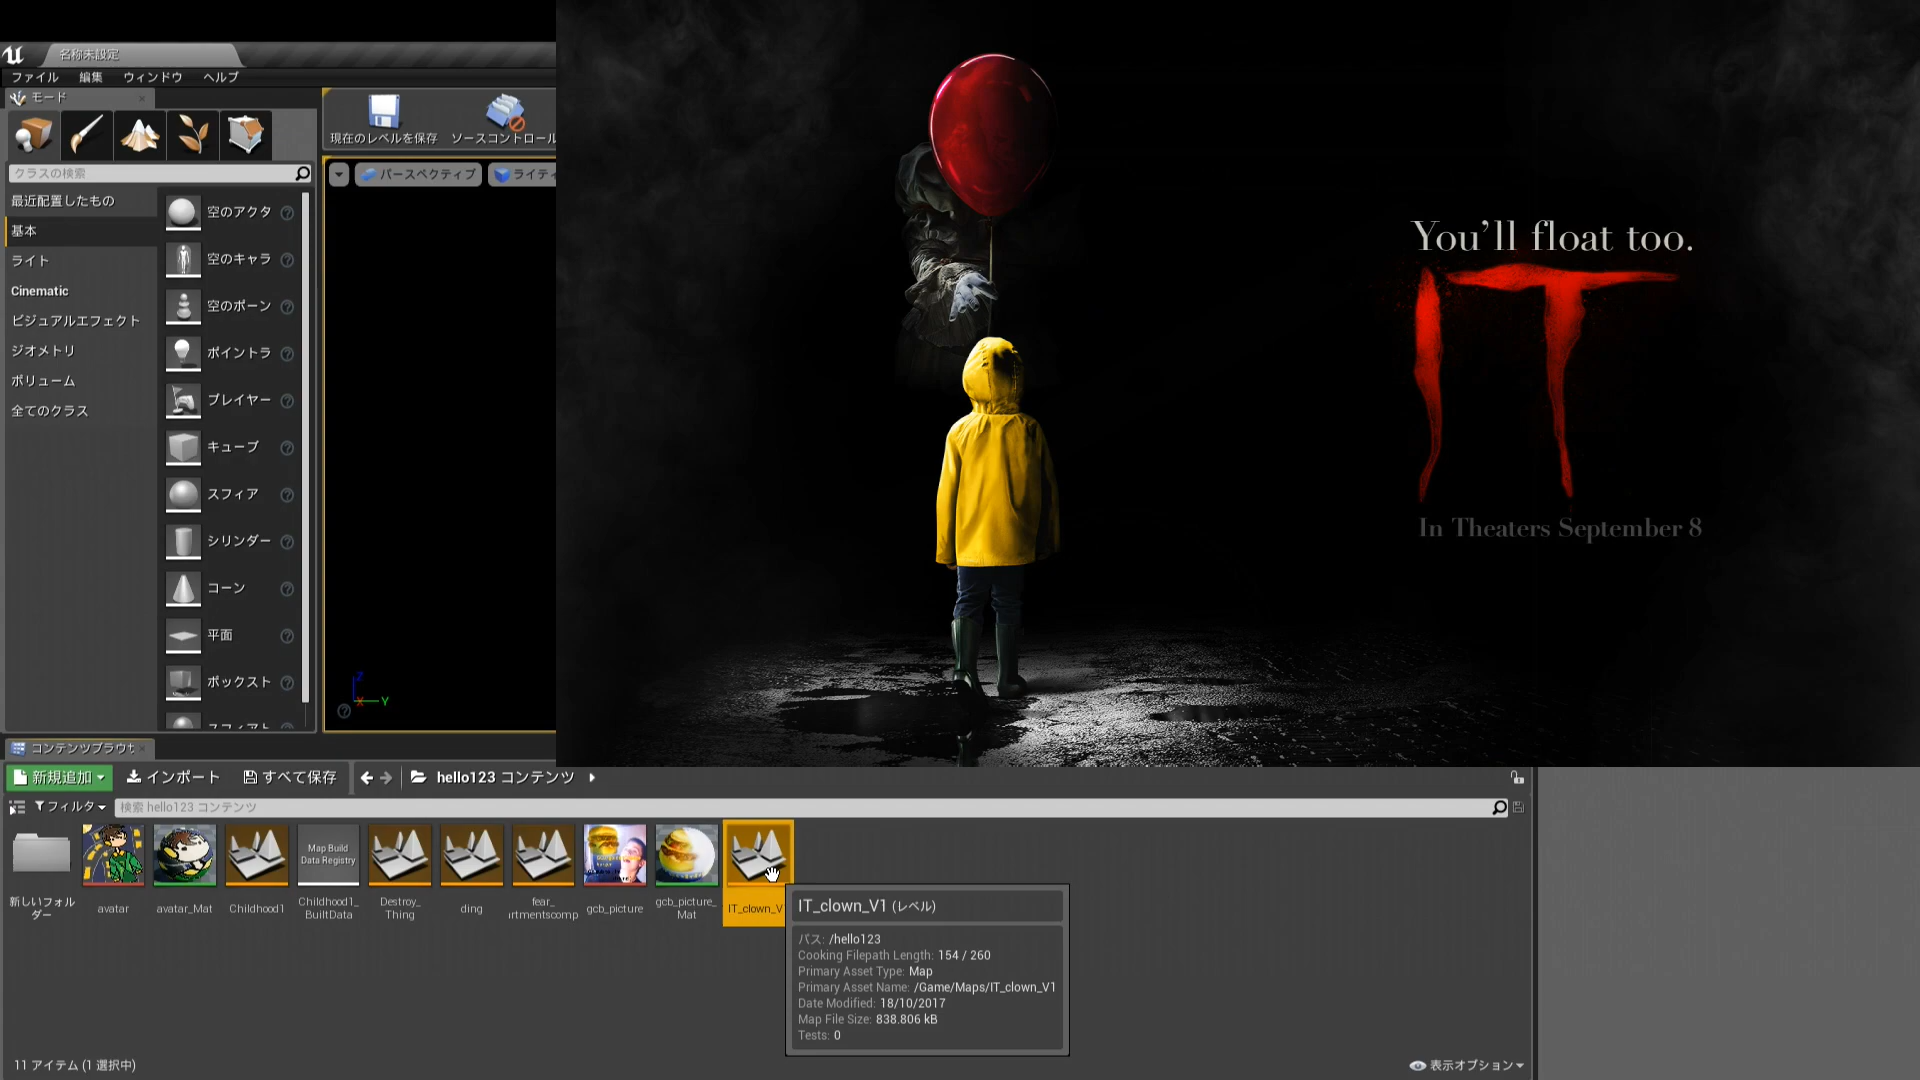 名称未設定
ファイル 編集 ウィンドウ ヘルプ
モード
現在のレベルを保存 ソースコントロール
クラスの検索
パースペクティブ ライティ
最近配置したもの
基本
ライト
Cinematic
ビジュアルエフェクト
ジオメトリ
ボリューム
全てのクラス
空のアクタ
空のキャラ
空のポーン
ポイントラ
プレイヤー
キューブ
スフィア
シリンダー
コーン
平面
ボックスト
スフィアト
Z
X Y
You'll float too.
IT
In Theaters September 8
コンテンツブラウザ
新規追加 インポート すべて保存 hello123 コンテンツ
フィルタ 検索 hello123 コンテンツ
Map Build
Data Registry
新しいフォル
ダー
avatar
avatar_Mat
Childhood1
Childhood1_
BuiltData
Destroy_
Thing
ding
fear_
ırtmentscomp
gcb_picture
gcb_picture_
Mat
IT_clown_V
IT_clown_V1 (レベル)
パス: /hello123
Cooking Filepath Length: 154 / 260
Primary Asset Type: Map
Primary Asset Name: /Game/Maps/IT_clown_V1
Date Modified: 18/10/2017
Map File Size: 838.806 kB
Tests: 0
11 アイテム (1 選択中)
表示オプション